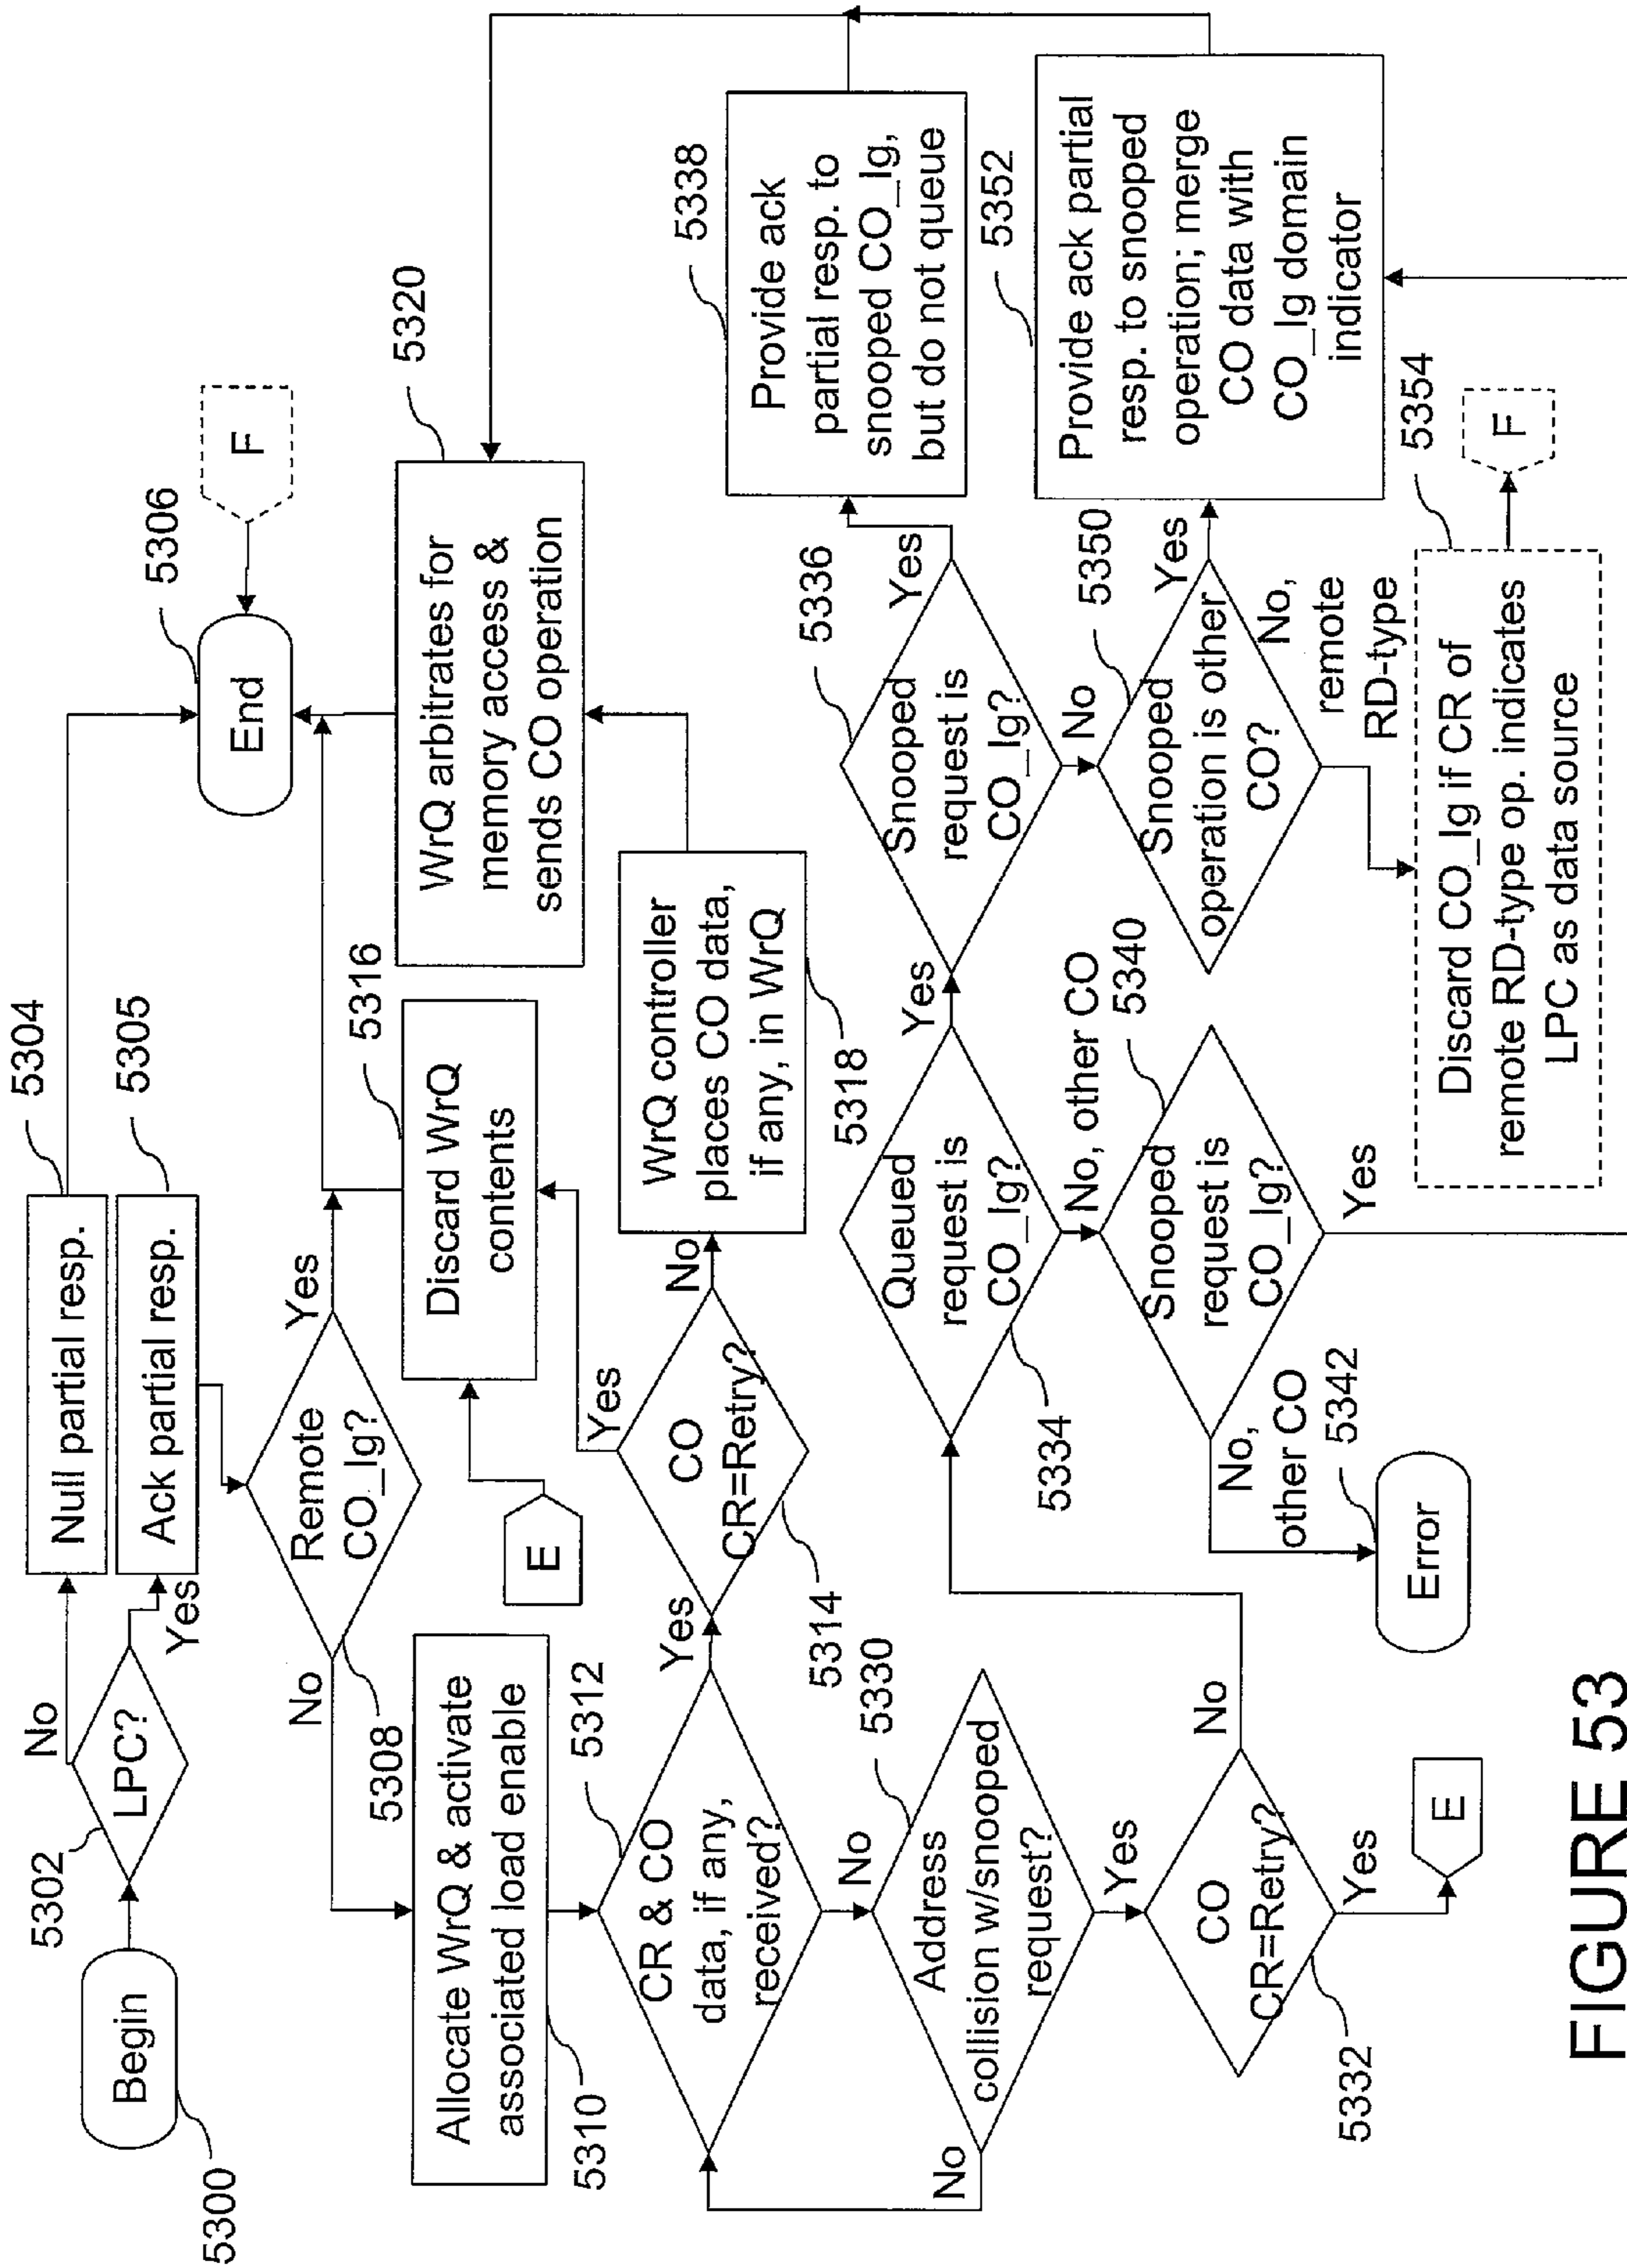 5300
Begin
5302
LPC?
No
Yes
5304
Null partial resp.
5305
Ack partial resp.
5306
End
F
Remote
CO_lg?
Yes
No
5308
Allocate WrQ & activate
associated load enable
5310
5312
CR & CO
data, if any,
received?
Yes
No
CO
CR=Retry?
5314
Yes
No
E
5316
Discard WrQ
contents
WrQ controller
places CO data,
if any, in WrQ
5318
5320
WrQ arbitrates for
memory access &
sends CO operation
5330
Address
collision w/snooped
request?
No
Yes
CO
CR=Retry?
5332
No
Yes
E
5334
Queued
request is
CO_lg?
Yes
No, other CO
5336
Snooped
request is
CO_lg?
Yes
No
5338
Provide ack
partial resp. to
snooped CO_lg,
but do not queue
5340
Snooped
request is
CO_lg?
Yes
No,
other CO
5342
Error
5350
Snooped
operation is other
CO?
Yes
No,
remote
RD-type
5352
Provide ack partial
resp. to snooped
operation; merge
CO data with
CO_lg domain
indicator
5354
Discard CO_lg if CR of
remote RD-type op. indicates
LPC as data source
F
FIGURE 53